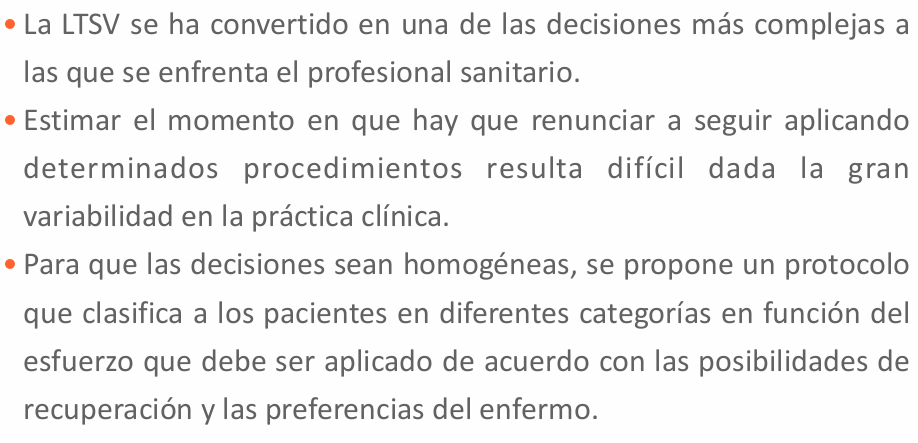 • La LTSV se ha convertido en una de las decisiones más complejas a
las que se enfrenta el profesional sanitario.
• Estimar el momento en que hay que renunciar a seguir aplicando
determinados procedimientos resulta difícil dada la gran
variabilidad en la práctica clínica.
• Para que las decisiones sean homogéneas, se propone un protocolo
que clasifica a los pacientes en diferentes categorías en función del
esfuerzo que debe ser aplicado de acuerdo con las posibilidades de
recuperación y las preferencias del enfermo.